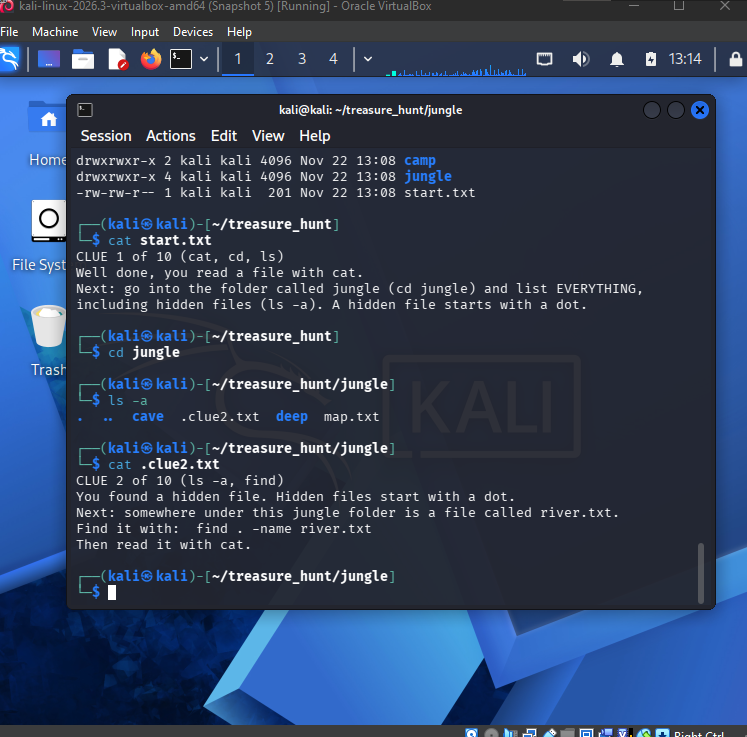 kali-linux-2026.3-virtualbox-amd64 (Snapshot 5) [Running] - Oracle VirtualBox
File Machine View Input Devices Help
1 2 3 4 13:14
kali@kali: ~/treasure_hunt/jungle
Session Actions Edit View Help
drwxrwxr-x 2 kali kali 4096 Nov 22 13:08 camp
drwxrwxr-x 4 kali kali 4096 Nov 22 13:08 jungle
-rw-rw-r-- 1 kali kali  201 Nov 22 13:08 start.txt
┌──(kali㉿kali)-[~/treasure_hunt]
└─$ cat start.txt
CLUE 1 of 10 (cat, cd, ls)
Well done, you read a file with cat.
Next: go into the folder called jungle (cd jungle) and list EVERYTHING,
including hidden files (ls -a). A hidden file starts with a dot.
┌──(kali㉿kali)-[~/treasure_hunt]
└─$ cd jungle
┌──(kali㉿kali)-[~/treasure_hunt/jungle]
└─$ ls -a
.  ..  cave  .clue2.txt  deep  map.txt
┌──(kali㉿kali)-[~/treasure_hunt/jungle]
└─$ cat .clue2.txt
CLUE 2 of 10 (ls -a, find)
You found a hidden file. Hidden files start with a dot.
Next: somewhere under this jungle folder is a file called river.txt.
Find it with:  find . -name river.txt
Then read it with cat.
┌──(kali㉿kali)-[~/treasure_hunt/jungle]
└─$
KALI
Home
File Syst
Trash
Right Ctrl